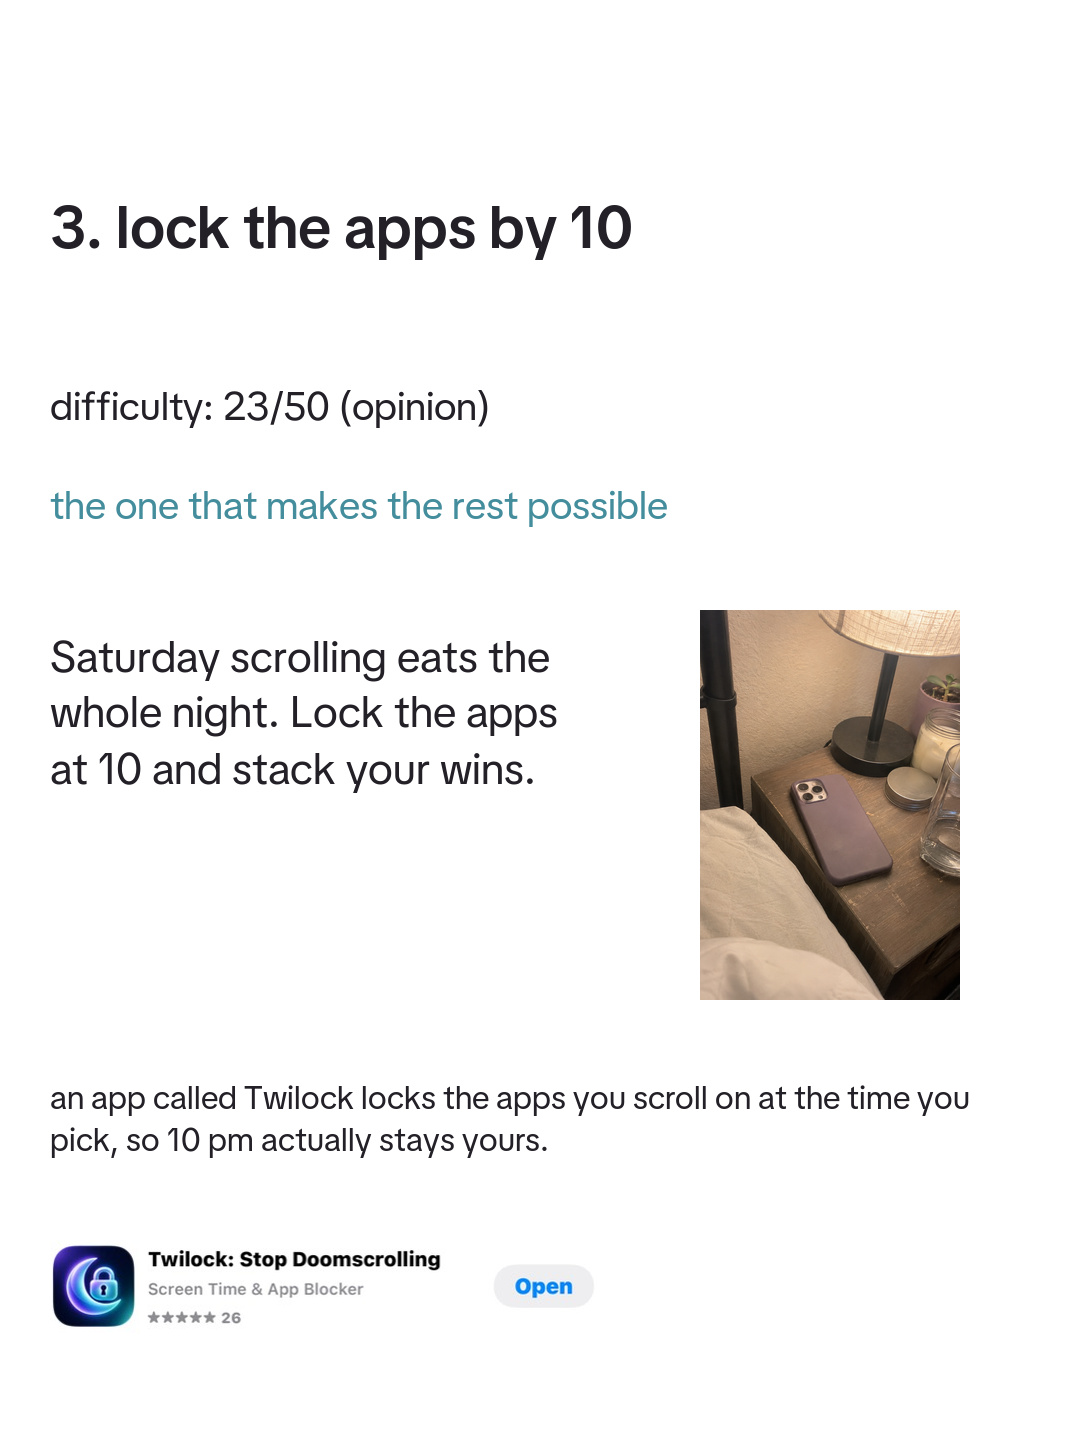 3. lock the apps by 10
difficulty: 23/50 (opinion)
the one that makes the rest possible
Saturday scrolling eats the
whole night. Lock the apps
at 10 and stack your wins.
an app called Twilock locks the apps you scroll on at the time you
pick, so 10 pm actually stays yours.
Twilock: Stop Doomscrolling
Screen Time & App Blocker
★★★★★ 26
Open